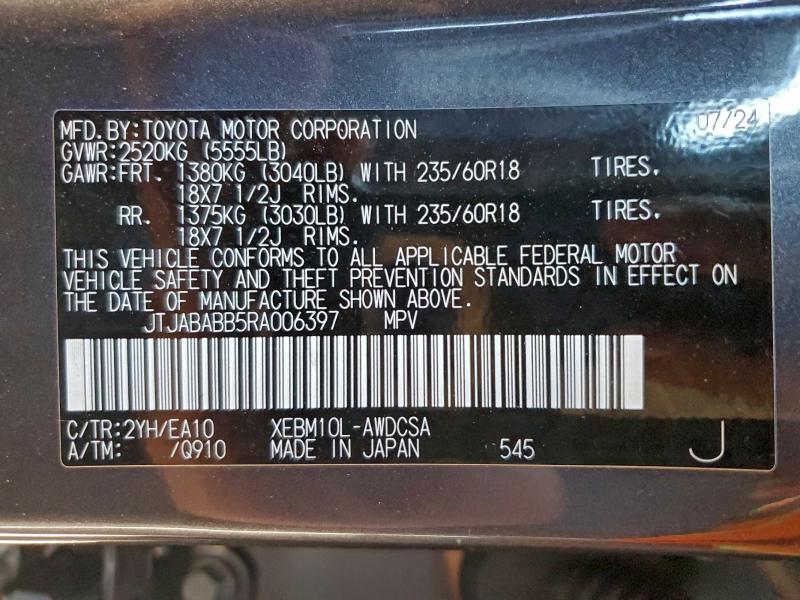 07/24
MFD.BY:TOYOTA MOTOR CORPORATION
GVWR:2520KG (5555LB)
GAWR:FRT. 1380KG (3040LB) WITH 235/60R18 TIRES.
18X7 1/2J RIMS.
RR. 1375KG (3030LB) WITH 235/60R18 TIRES.
18X7 1/2J RIMS.
THIS VEHICLE CONFORMS TO ALL APPLICABLE FEDERAL MOTOR
VEHICLE SAFETY AND THEFT PREVENTION STANDARDS IN EFFECT ON
THE DATE OF MANUFACTURE SHOWN ABOVE.
JTJABABB5RA006397 MPV
C/TR:2YH/EA10 XEBM10L-AWDCSA
A/TM: /Q910 MADE IN JAPAN 545 J